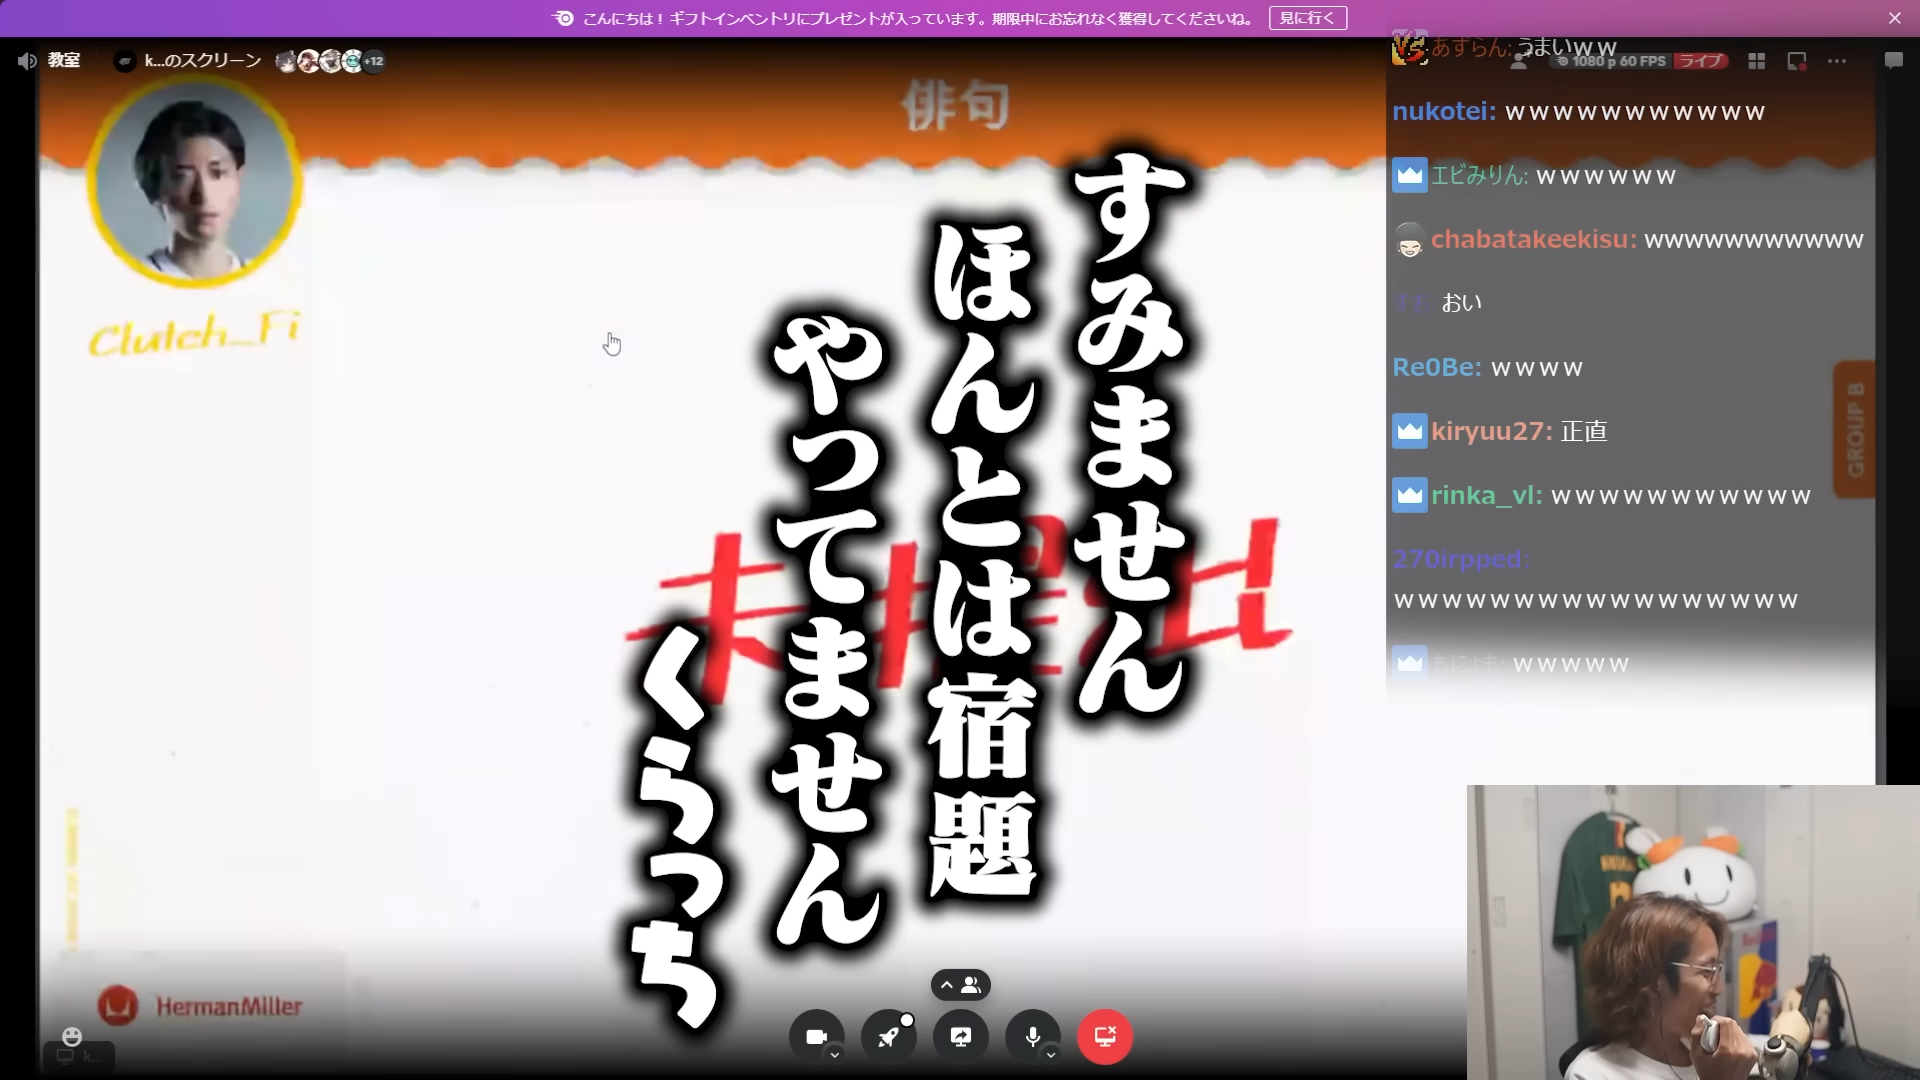 こんにちは！ ギフトインベントリにプレゼントが入っています。期限中にお忘れなく獲得してくださいね。
見に行く
教室
k...のスクリーン
+12
1080p 60 FPS
ライブ
俳句
Clutch_Fi
すみません
ほんとは宿題
やってません
くらっち
GROUP B
あずらん: うまいｗｗ
nukotei: ｗｗｗｗｗｗｗｗｗｗｗ
エビみりん: ｗｗｗｗｗｗ
chabatakeekisu: wwwwwwwwwww
おい
Re0Be: ｗｗｗｗ
kiryuu27: 正直
rinka_vl: ｗｗｗｗｗｗｗｗｗｗｗ
270irpped:
ｗｗｗｗｗｗｗｗｗｗｗｗｗｗｗｗｗ
もによも: ｗｗｗｗｗ
HermanMiller
k...